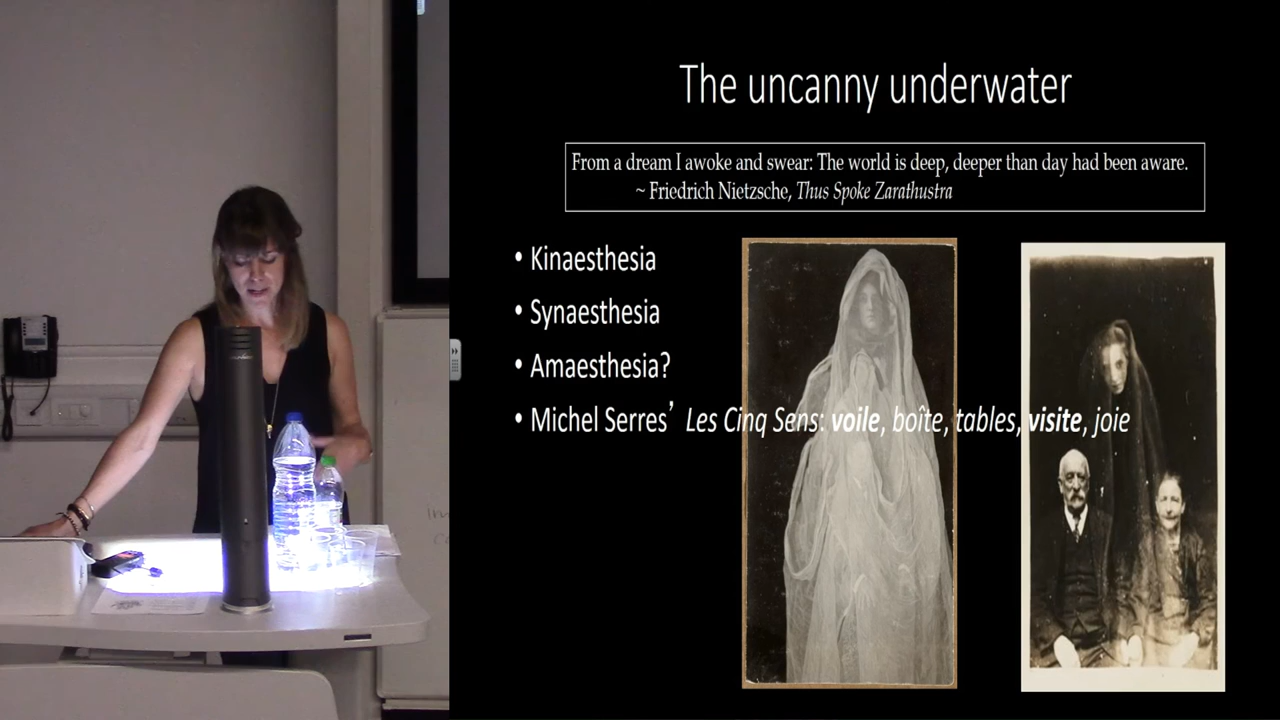 The uncanny underwater
From a dream I awoke and swear: The world is deep, deeper than day had been aware.
~ Friedrich Nietzsche, Thus Spoke Zarathustra
• Kinaesthesia
• Synaesthesia
• Amaesthesia?
• Michel Serres’ Les Cinq Sens: voile, boîte, tables, visite, joie